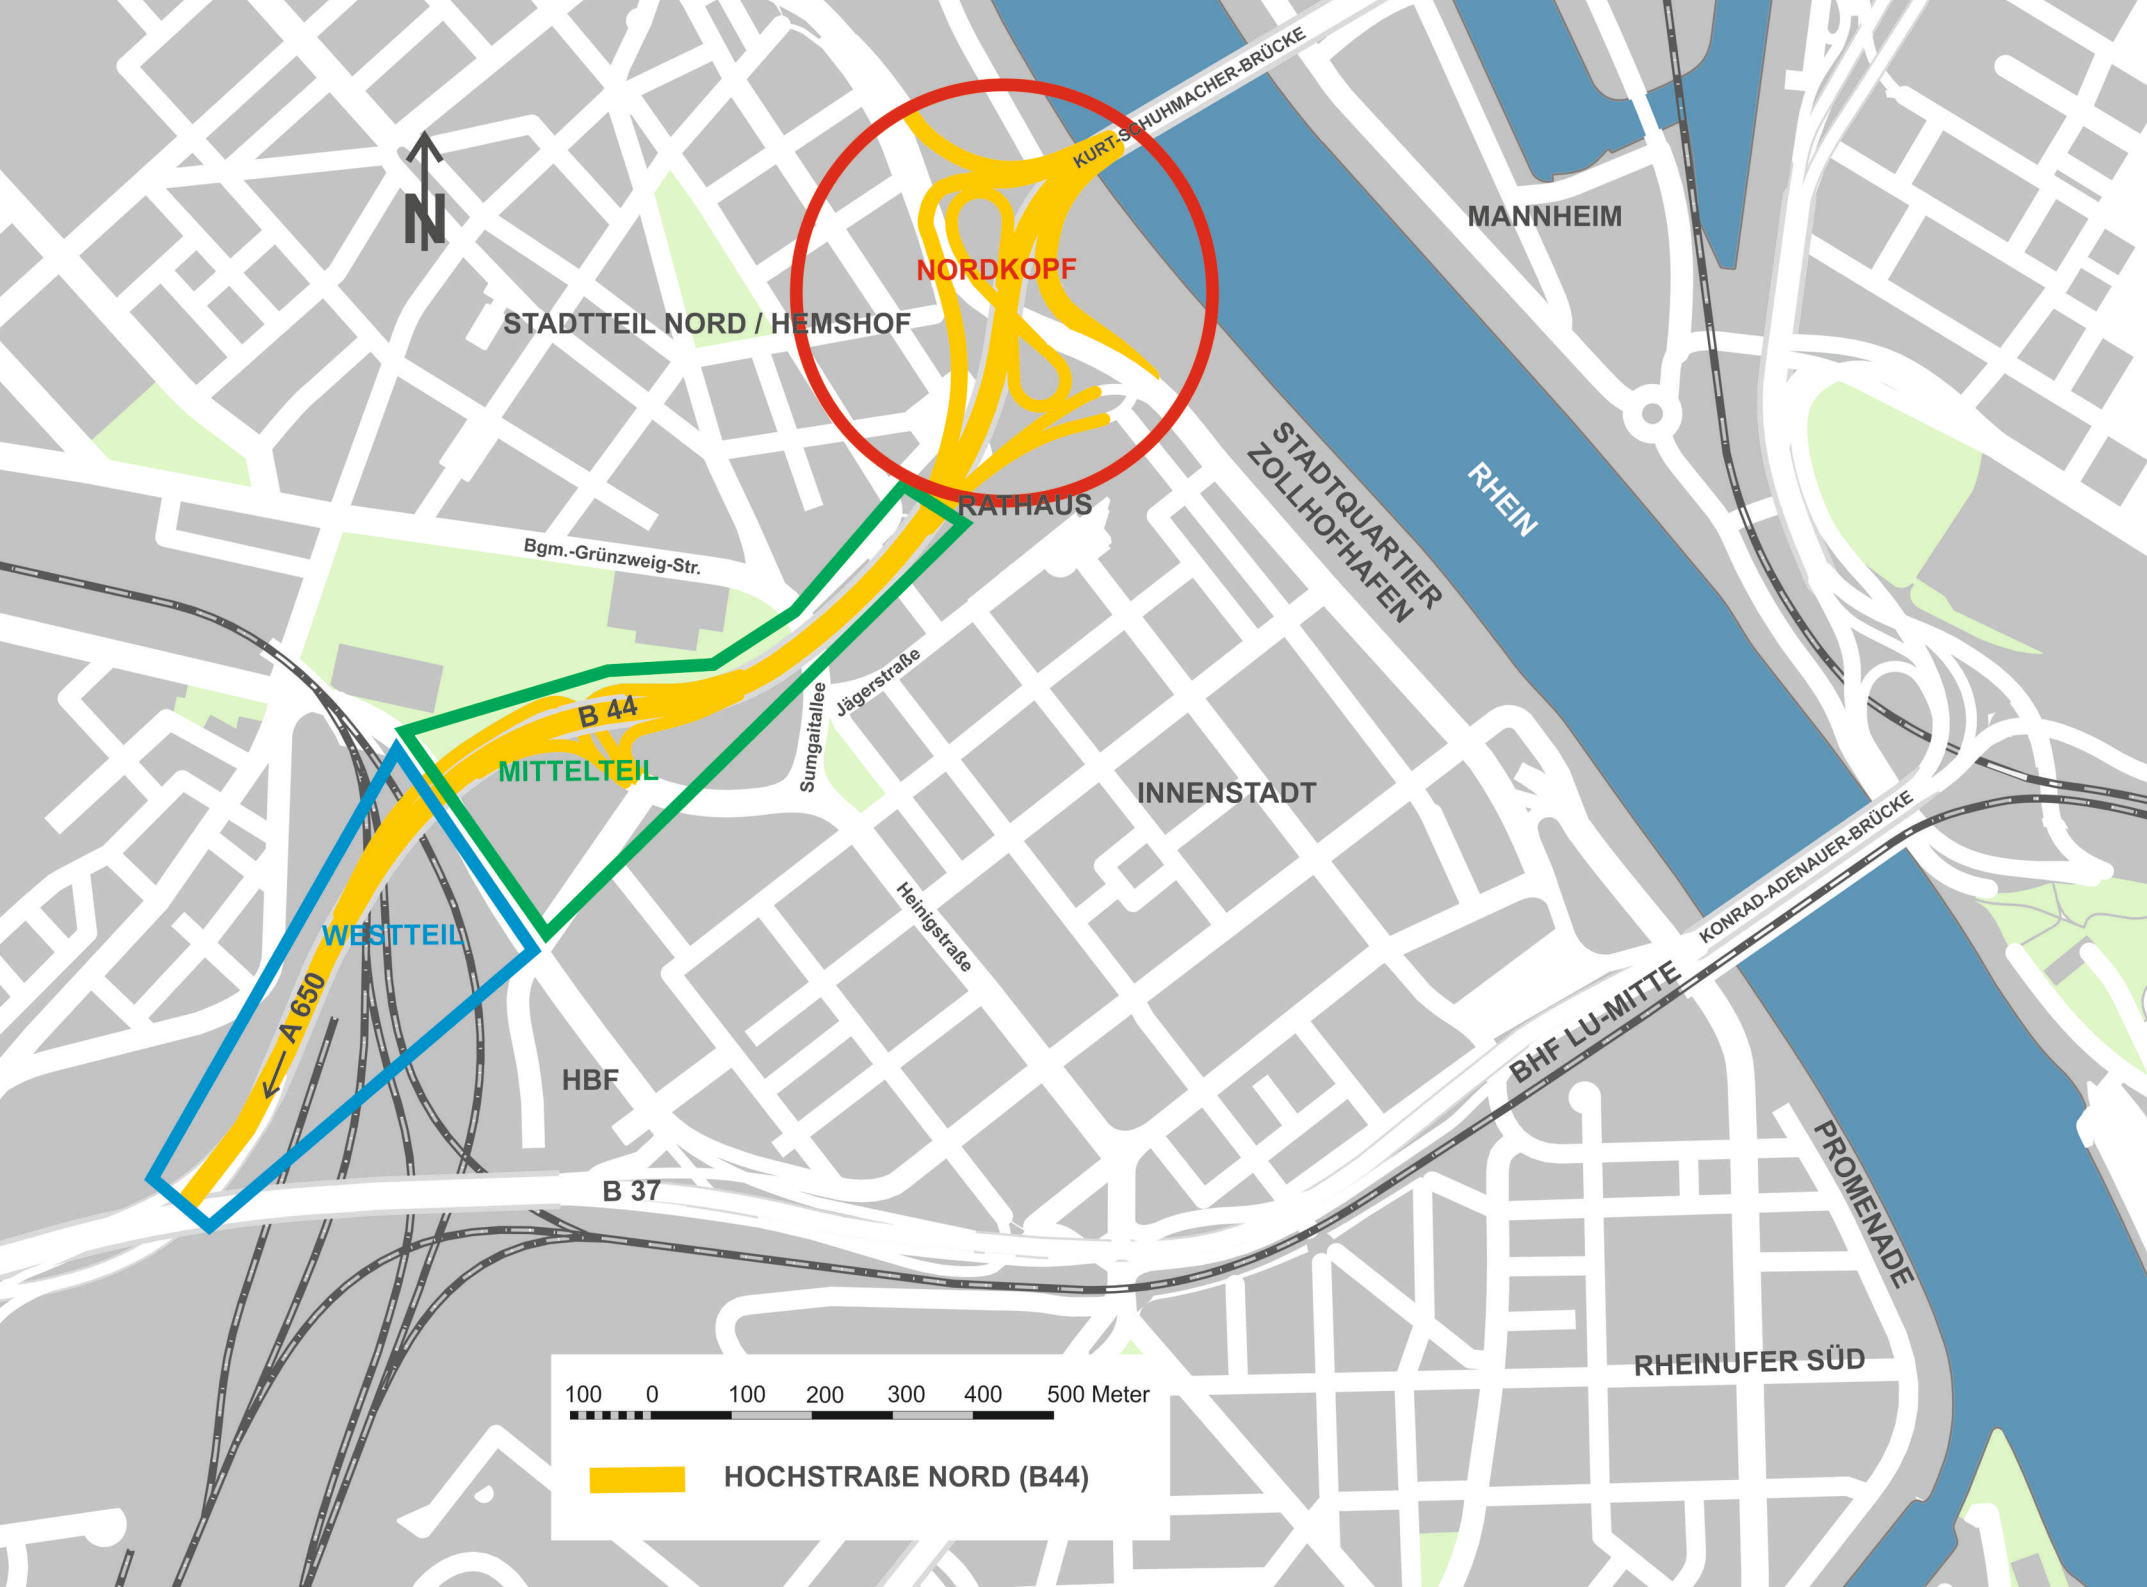 KURT-SCHUHMACHER-BRÜCKE
MANNHEIM
N
NORDKOPF
STADTTEIL NORD / HEMSHOF
STADTQUARTIER
ZOLLHOFHAFEN
RHEIN
RATHAUS
Bgm.-Grünzweig-Str.
Jägerstraße
Sumgaitallee
B 44
MITTELTEIL
INNENSTADT
KONRAD-ADENAUER-BRÜCKE
Heinigstraße
WESTTEIL
← A 650
BHF LU-MITTE
HBF
PROMENADE
B 37
RHEINUFER SÜD
100 0 100 200 300 400 500 Meter
HOCHSTRAßE NORD (B44)